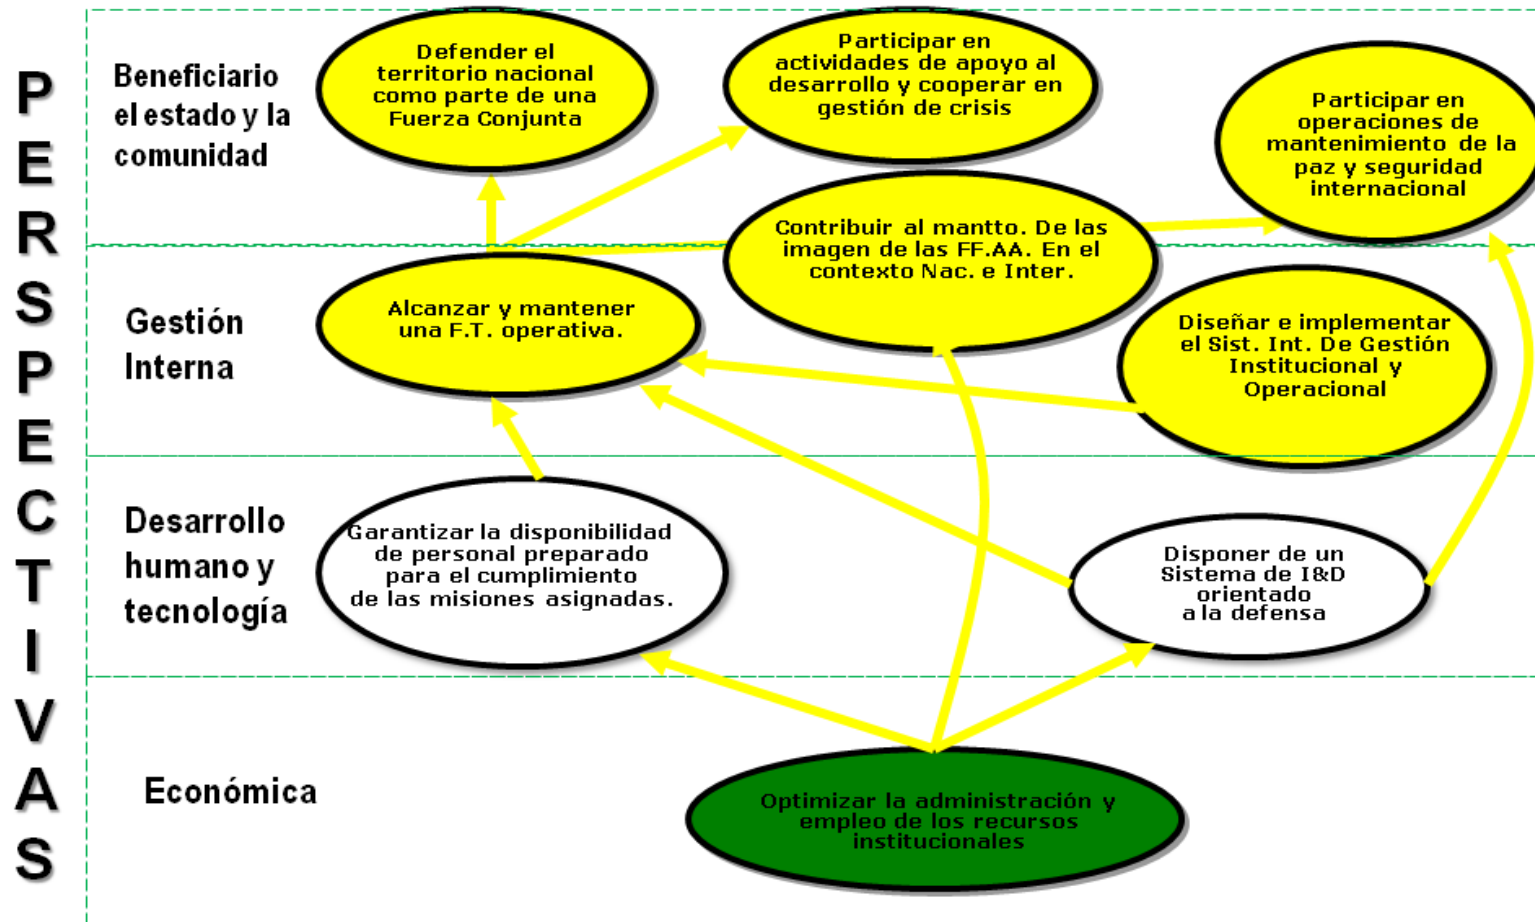 P
E
R
S
P
E
C
T
I
V
A
S
Beneficiario
el estado y la
comunidad
Defender el
territorio nacional
como parte de una
Fuerza Conjunta
Participar en
actividades de apoyo al
desarrollo y cooperar en
gestión de crisis
Participar en
operaciones de
mantenimiento de la
paz y seguridad
internacional
Contribuir al mantto. De las
imagen de las FF.AA. En el
contexto Nac. e Inter.
Gestión
Interna
Alcanzar y mantener
una F.T. operativa.
Diseñar e implementar
el Sist. Int. De Gestión
Institucional y
Operacional
Desarrollo
humano y
tecnología
Garantizar la disponibilidad
de personal preparado
para el cumplimiento
de las misiones asignadas.
Disponer de un
Sistema de I&D
orientado
a la defensa
Económica
Optimizar la administración y
empleo de los recursos
institucionales